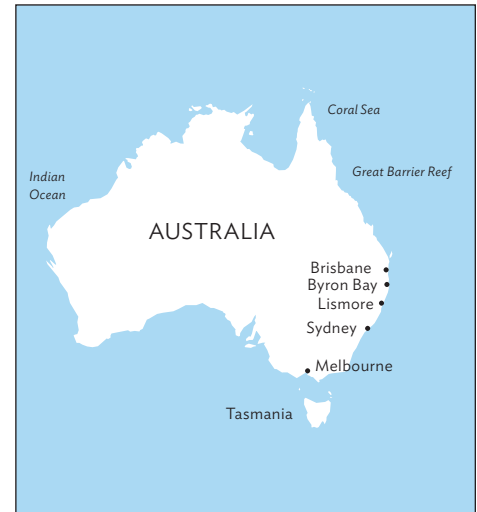 Coral Sea
Great Barrier Reef
Indian
Ocean
AUSTRALIA
Brisbane
Byron Bay
Lismore
Sydney
Melbourne
Tasmania